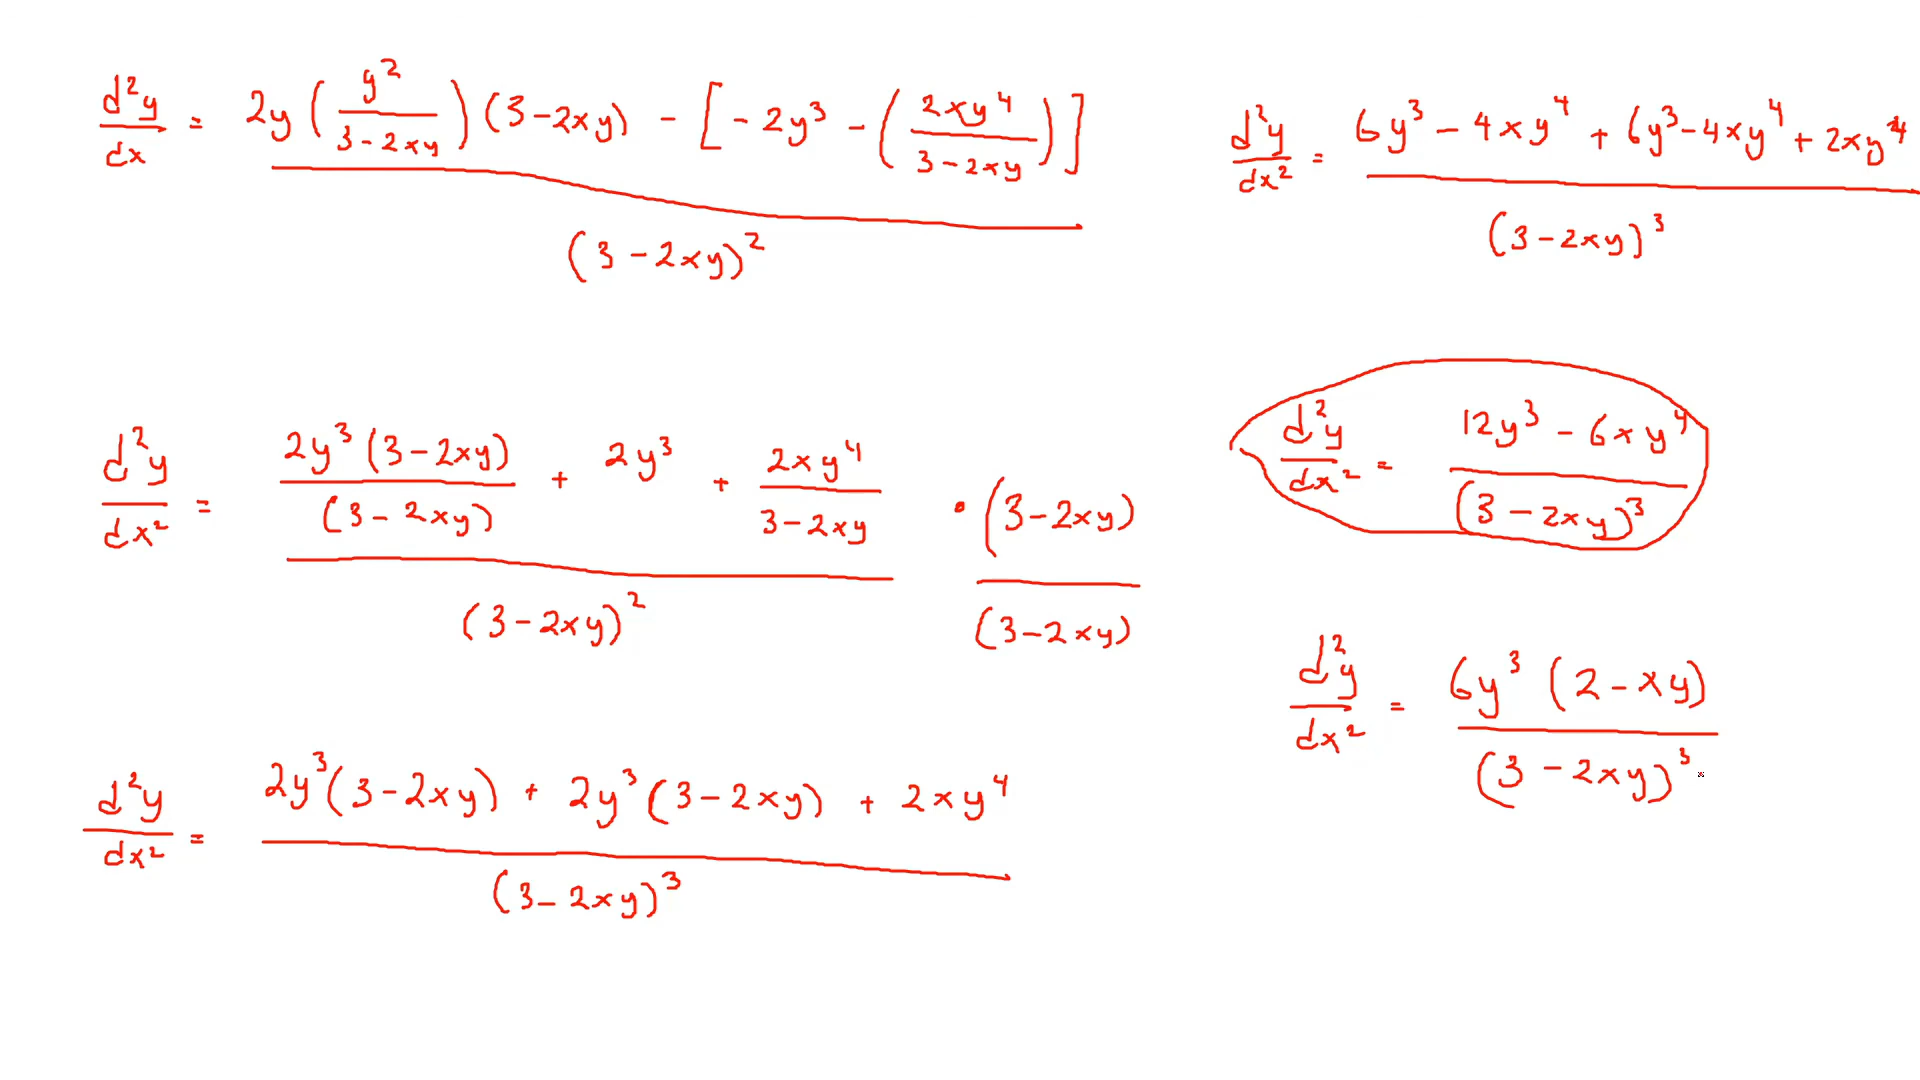 d²y/dx = [2y (y²/(3-2xy)) (3-2xy) - [-2y³ - (2xy⁴/(3-2xy))]] / (3-2xy)²
d²y/dx² = [2y³(3-2xy)/(3-2xy) + 2y³ + 2xy⁴/(3-2xy)] / (3-2xy)² · (3-2xy)/(3-2xy)
d²y/dx² = [2y³(3-2xy) + 2y³(3-2xy) + 2xy⁴] / (3-2xy)³
d²y/dx² = [6y³ - 4xy⁴ + 6y³ - 4xy⁴ + 2xy⁴] / (3-2xy)³
d²y/dx² = [12y³ - 6xy⁴] / (3-2xy)³
d²y/dx² = [6y³(2-xy)] / (3-2xy)³